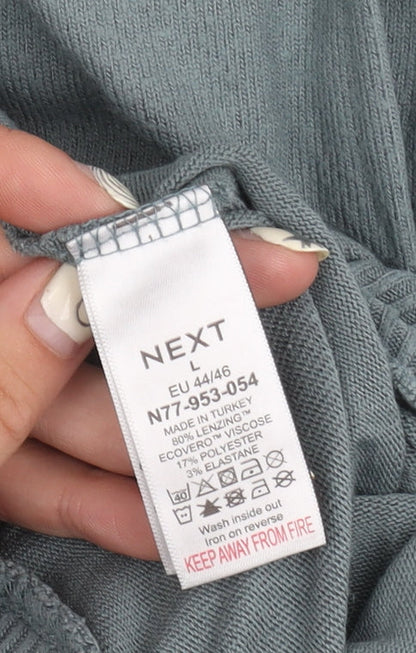 NEXT
L
EU 44/46
N77-953-054
MADE IN TURKEY
80% LENZING™
ECOVERO™ VISCOSE
17% POLYESTER
3% ELASTANE
40
Wash inside out
Iron on reverse
KEEP AWAY FROM FIRE